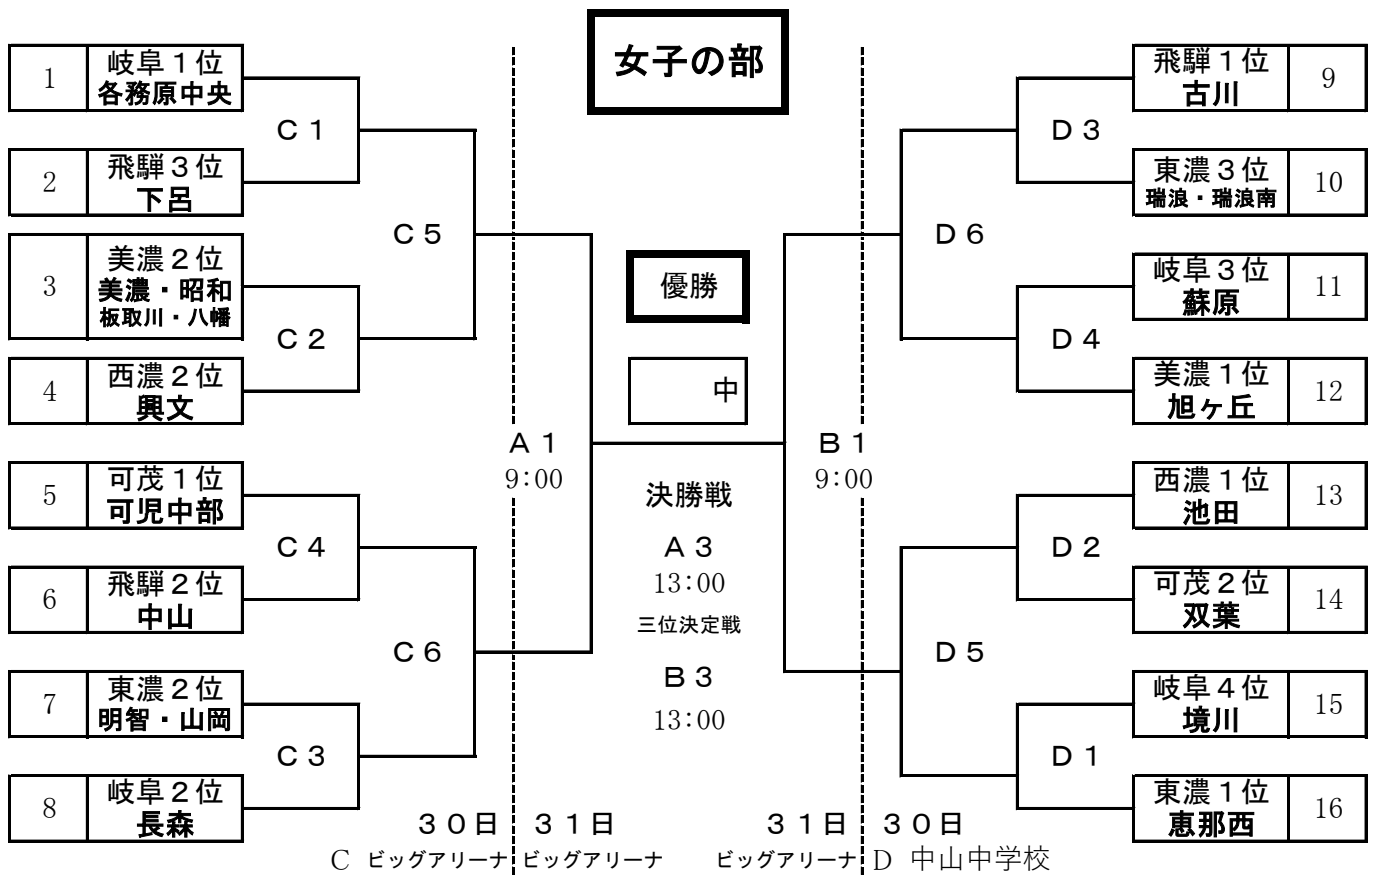 女子の部
1
岐阜１位
各務原中央
2
飛騨３位
下呂
3
美濃２位
美濃・昭和
板取川・八幡
4
西濃２位
興文
5
可茂１位
可児中部
6
飛騨２位
中山
7
東濃２位
明智・山岡
8
岐阜２位
長森
Ｃ１
Ｃ２
Ｃ４
Ｃ３
Ｃ５
Ｃ６
Ａ１
9:00
優勝
中
決勝戦
Ａ３
13:00
三位決定戦
Ｂ３
13:00
Ｂ１
9:00
Ｄ６
Ｄ５
Ｄ３
Ｄ４
Ｄ２
Ｄ１
飛騨１位
古川
9
東濃３位
瑞浪・瑞浪南
10
岐阜３位
蘇原
11
美濃１位
旭ヶ丘
12
西濃１位
池田
13
可茂２位
双葉
14
岐阜４位
境川
15
東濃１位
恵那西
16
３０日 ３１日 ３１日 ３０日
C ビッグアリーナ ビッグアリーナ ビッグアリーナ D 中山中学校